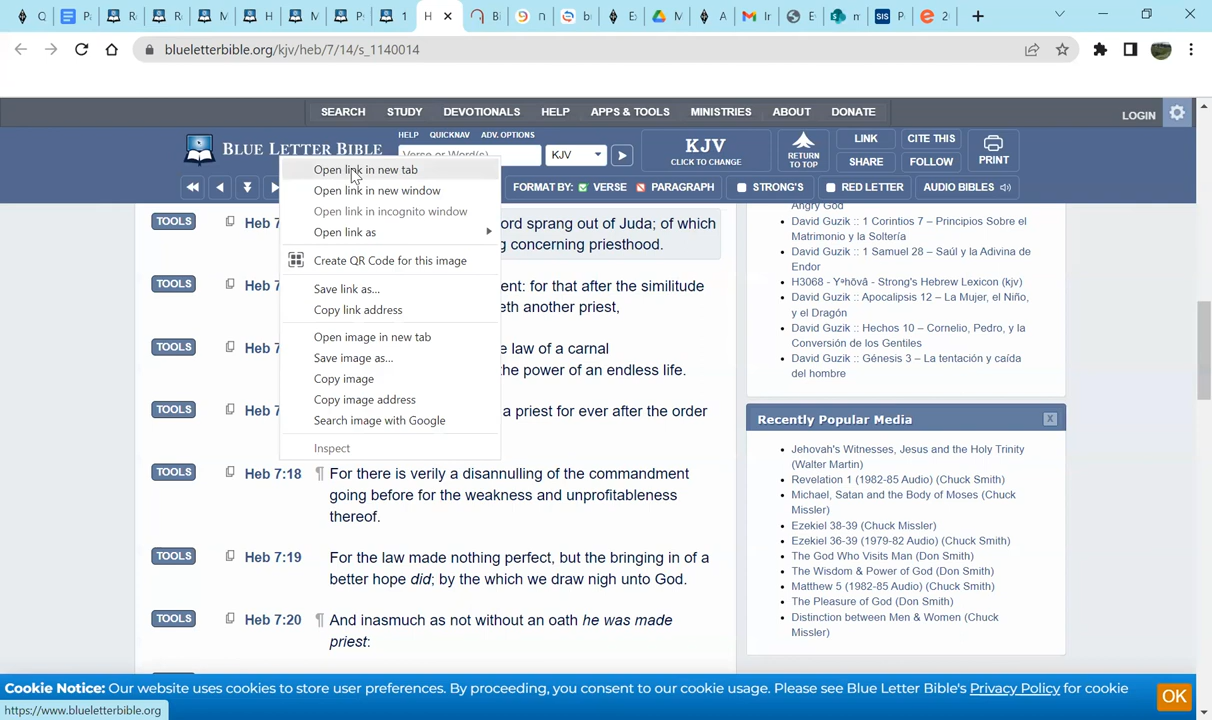 R
P
R
R
M
H
M
P
1
H
Bi
n
b
E
M
A
In
E
m
SIS
P
2
blueletterbible.org/kjv/heb/7/14/s_1140014
SEARCH STUDY DEVOTIONALS HELP APPS & TOOLS MINISTRIES ABOUT DONATE
LOGIN
BLUE LETTER BIBLE
HELP QUICKNAV ADV. OPTIONS
Verse or Word(s)
KJV
KJV
CLICK TO CHANGE
RETURN
TO TOP
LINK
SHARE
CITE THIS
FOLLOW
PRINT
FORMAT BY: VERSE PARAGRAPH STRONG'S RED LETTER AUDIO BIBLES
Open link in new tab
Open link in new window
Open link in incognito window
Open link as
Create QR Code for this image
Save link as...
Copy link address
Open image in new tab
Save image as...
Copy image
Copy image address
Search image with Google
Inspect
TOOLS Heb 7 ord sprang out of Juda; of which
g concerning priesthood.
TOOLS Heb 7 ent: for that after the similitude
eth another priest,
TOOLS Heb 7 e law of a carnal
the power of an endless life.
TOOLS Heb 7 a priest for ever after the order
TOOLS Heb 7:18 ¶ For there is verily a disannulling of the commandment
going before for the weakness and unprofitableness
thereof.
TOOLS Heb 7:19 For the law made nothing perfect, but the bringing in of a
better hope did; by the which we draw nigh unto God.
TOOLS Heb 7:20 ¶ And inasmuch as not without an oath he was made
priest:
Angry God
David Guzik :: 1 Corintios 7 – Principios Sobre el
Matrimonio y la Soltería
David Guzik :: 1 Samuel 28 – Saúl y la Adivina de
Endor
H3068 - Yᵊhōvâ - Strong's Hebrew Lexicon (kjv)
David Guzik :: Apocalipsis 12 – La Mujer, el Niño,
y el Dragón
David Guzik :: Hechos 10 – Cornelio, Pedro, y la
Conversión de los Gentiles
David Guzik :: Génesis 3 – La tentación y caída
del hombre
Recently Popular Media
Jehovah's Witnesses, Jesus and the Holy Trinity
(Walter Martin)
Revelation 1 (1982-85 Audio) (Chuck Smith)
Michael, Satan and the Body of Moses (Chuck
Missler)
Ezekiel 38-39 (Chuck Missler)
Ezekiel 36-39 (1979-82 Audio) (Chuck Smith)
The God Who Visits Man (Don Smith)
The Wisdom & Power of God (Don Smith)
Matthew 5 (1982-85 Audio) (Chuck Smith)
The Pleasure of God (Don Smith)
Distinction between Men & Women (Chuck
Missler)
Cookie Notice: Our website uses cookies to store user preferences. By proceeding, you consent to our cookie usage. Please see Blue Letter Bible's Privacy Policy for cookie
OK
https://www.blueletterbible.org